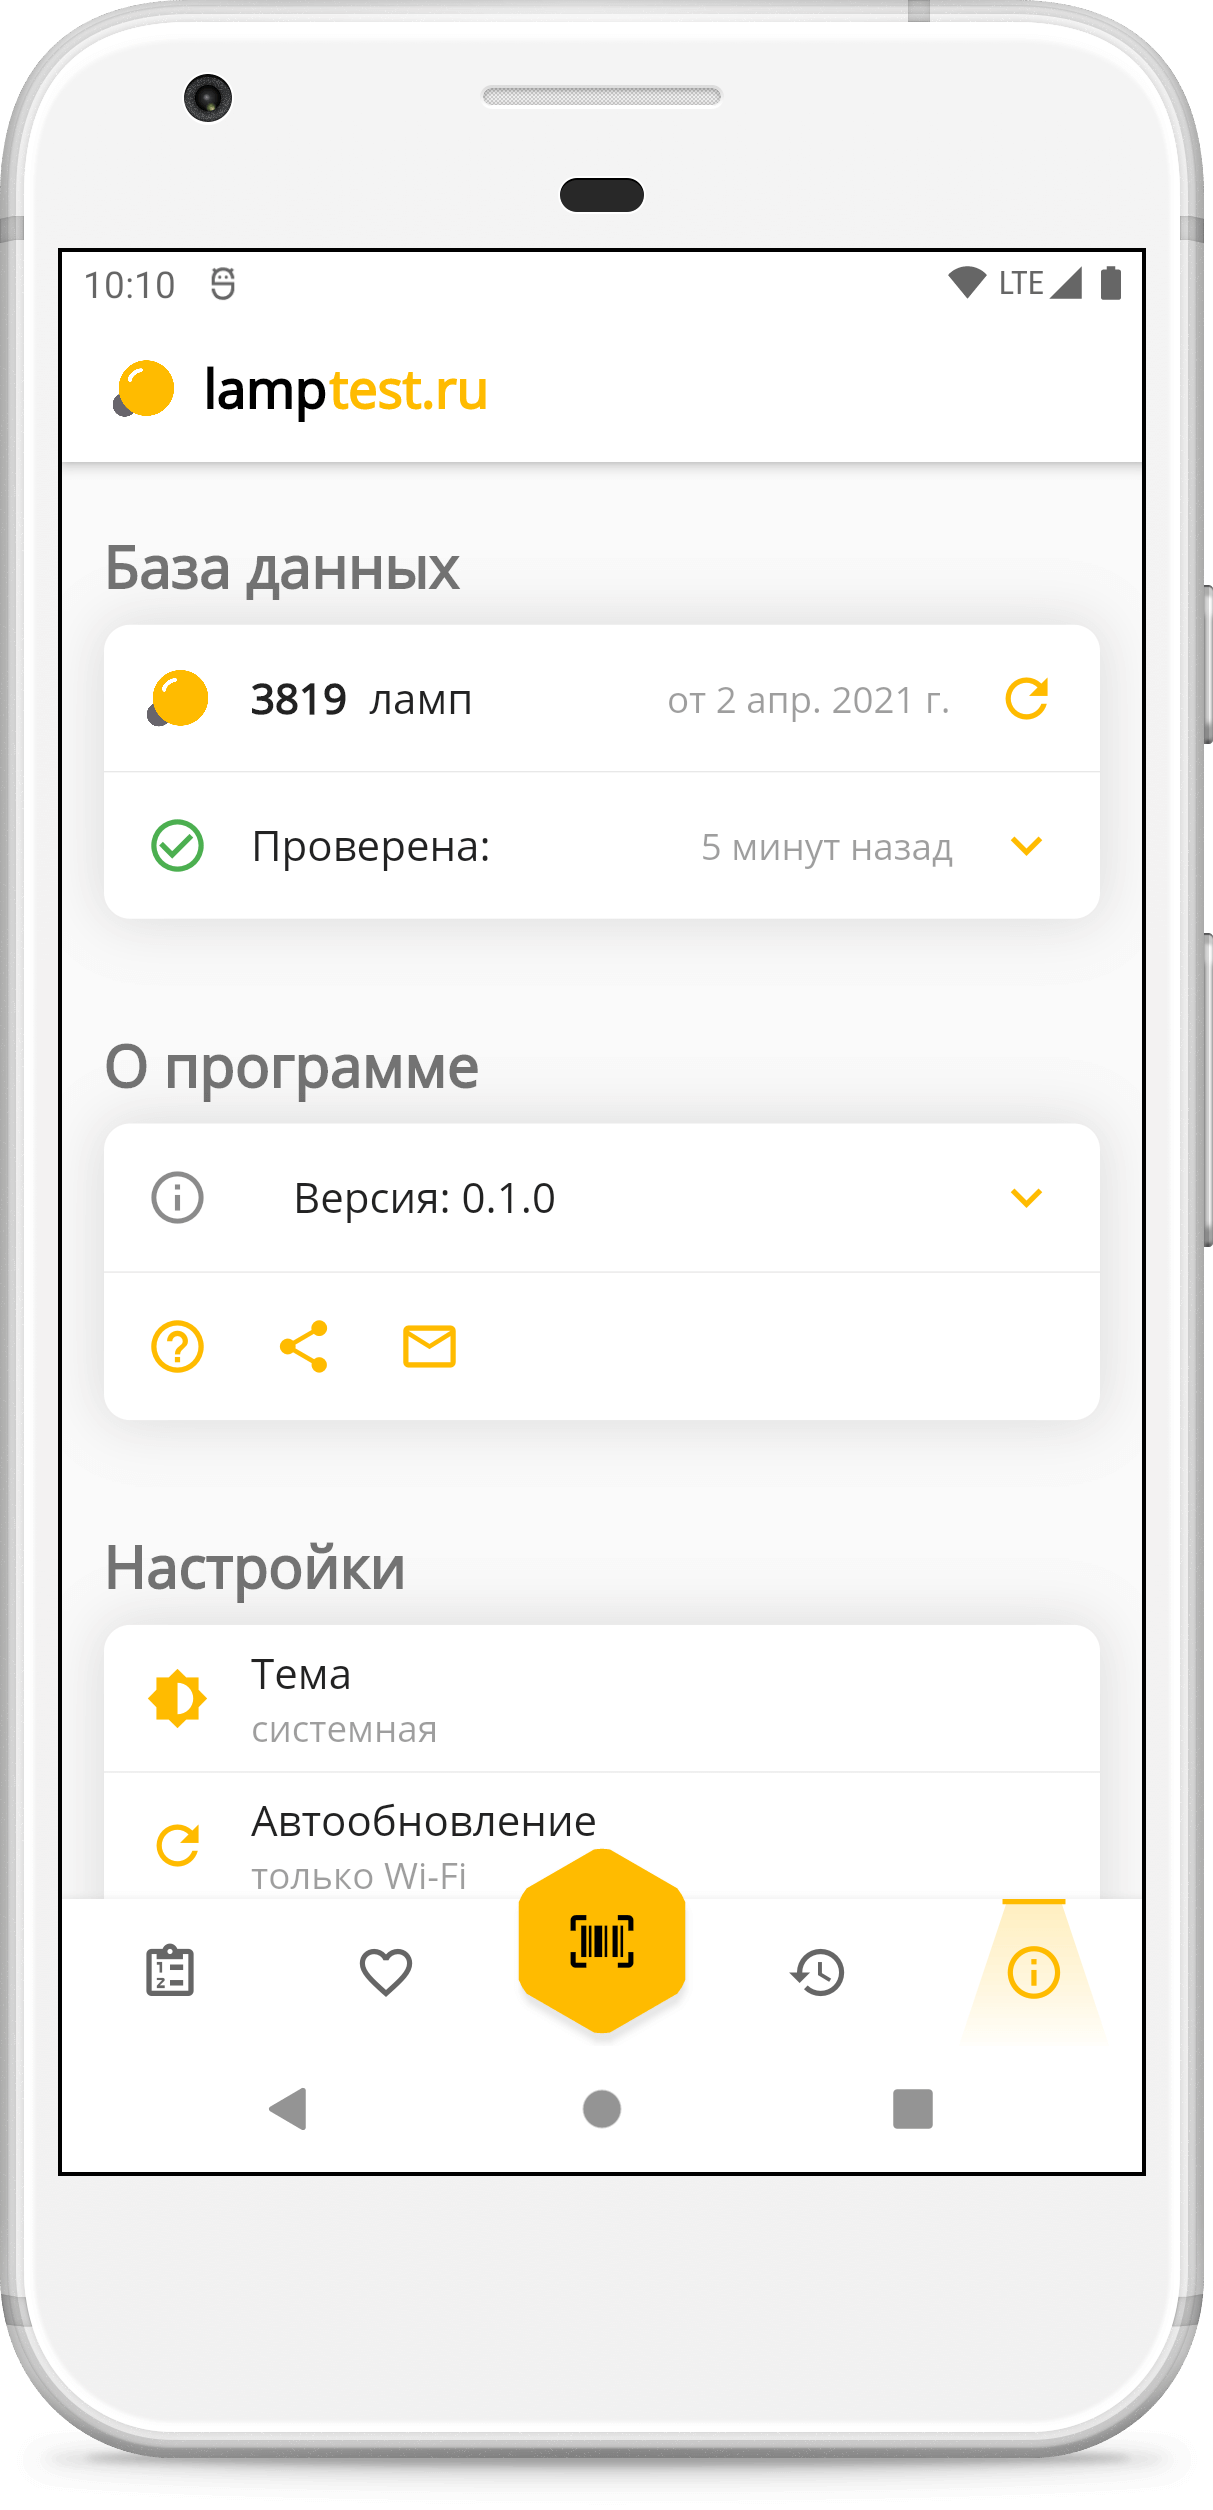 10:10 LTE
lamptest.ru
База данных
3819 ламп от 2 апр. 2021 г.
Проверена: 5 минут назад
О программе
Версия: 0.1.0
Настройки
Тема
системная
Автообновление
только Wi-Fi